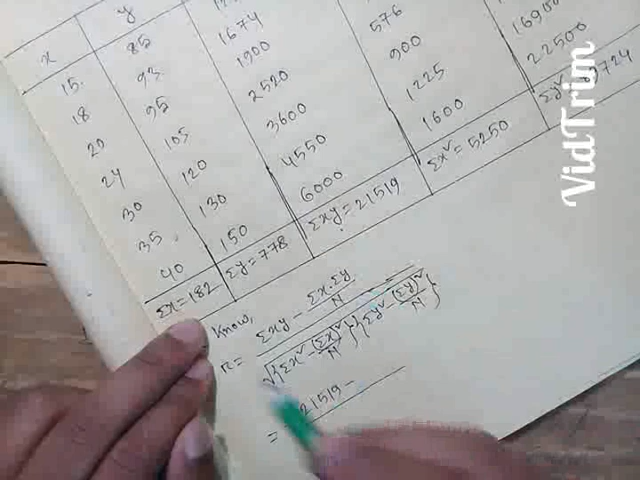 x y
15 85
18 93 1674 16900
20 95 1900 576 22500
24 105 2520 900
30 120 3600 1225
35 130 4550 1600
40 150 6000
Σx=182 Σy=778 Σxy=21519 Σx²=5250 Σy²
Know,
r= Σxy - Σx.Σy/N / √{Σx² - (Σx)²/N}{Σy² - (Σy)²/N}
= 21519 -
VidTrim